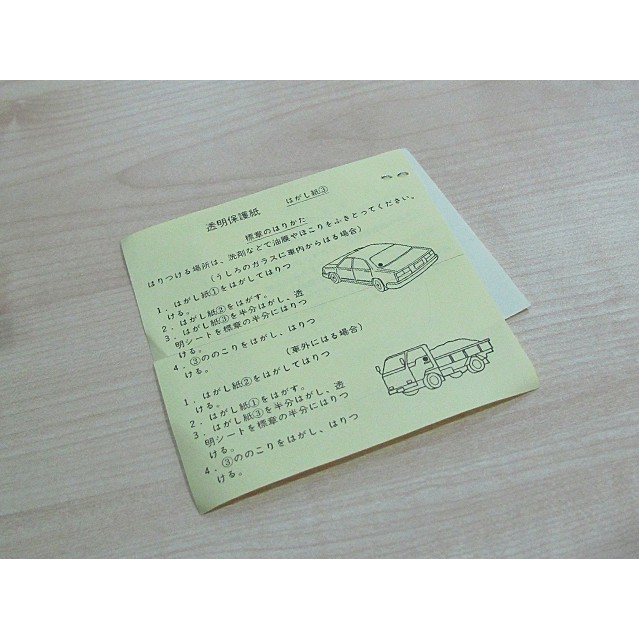 はがし紙③
透明保護紙
標章のはりかた
はりつける場所は、洗剤などで油膜やほこりをふきとってください。
(うしろのガラスに車内からはる場合)
1．はがし紙①をはがしてはりつ
ける。
2．はがし紙②をはがす。
3．はがし紙③を半分はがし、透
明シートを標章の半分にはりつ
ける。
4．③ののこりをはがし、はりつ
ける。
(車外にはる場合)
1．はがし紙②をはがしてはりつ
ける。
2．はがし紙①をはがす。
3．はがし紙③を半分はがし、透
明シートを標章の半分にはりつ
ける。
4．③ののこりをはがし、はりつ
ける。